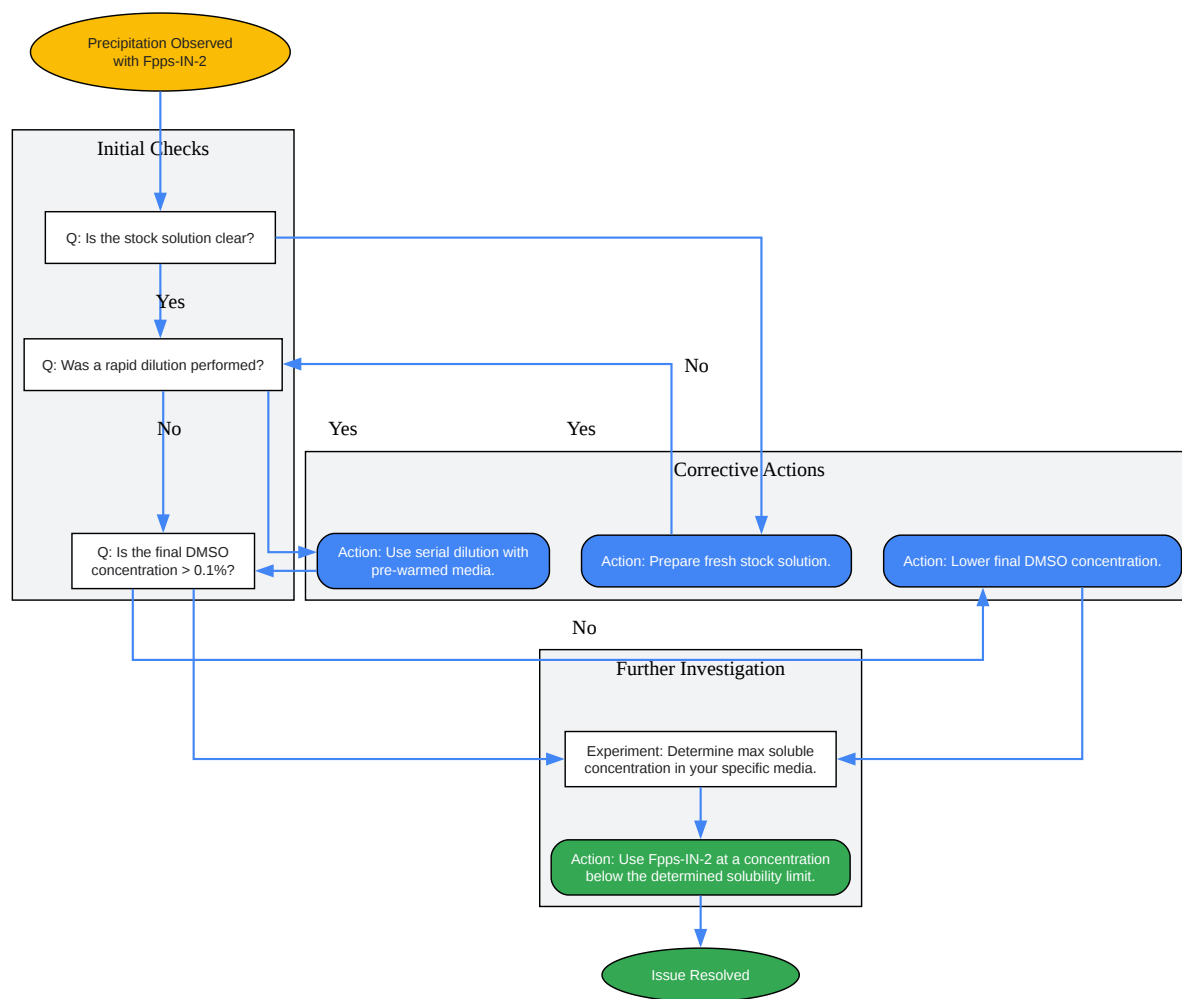 Precipitation Observed
with Fpps-IN-2
Initial Checks
Q: Is the stock solution clear?
Yes
Q: Was a rapid dilution performed?
No
No
Yes
Yes
Corrective Actions
Q: Is the final DMSO
concentration > 0.1%?
Action: Use serial dilution with
pre-warmed media.
Action: Prepare fresh stock solution.
Action: Lower final DMSO concentration.
No
Further Investigation
Experiment: Determine max soluble
concentration in your specific media.
Action: Use Fpps-IN-2 at a concentration
below the determined solubility limit.
Issue Resolved